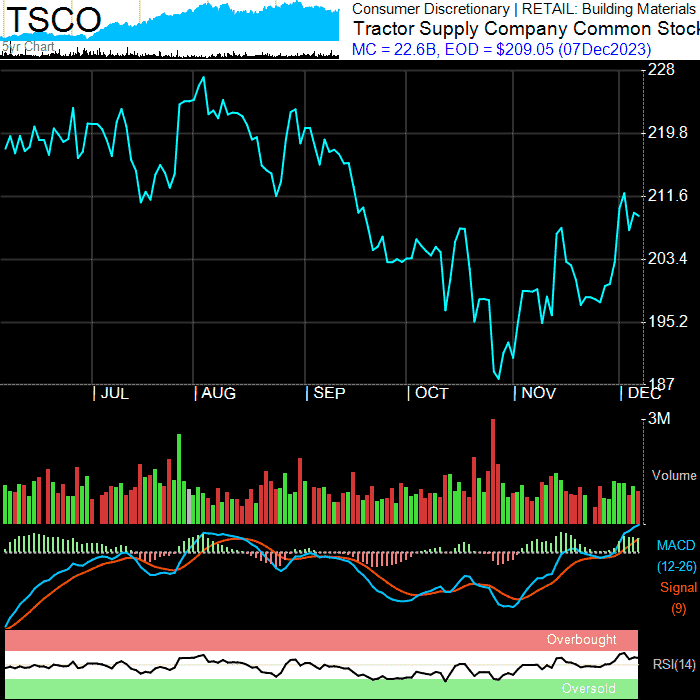 TSCO
5yr Chart
Consumer Discretionary | RETAIL: Building Materials
Tractor Supply Company Common Stock
MC = 22.6B, EOD = $209.05 (07Dec2023)
228
219.8
211.6
203.4
195.2
187
JUL AUG SEP OCT NOV DEC
3M
Volume
MACD
(12-26)
Signal
(9)
Overbought
RSI(14)
Oversold